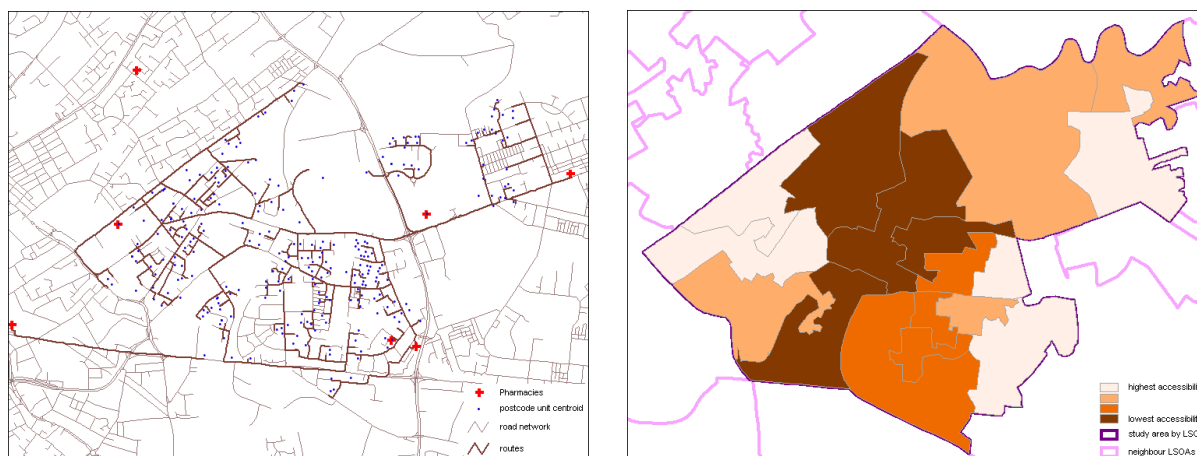 Pharmacies
postcode unit centroid
road network
routes
highest accessibili
lowest accessibili
study area by LSO
neighbour LSOAs